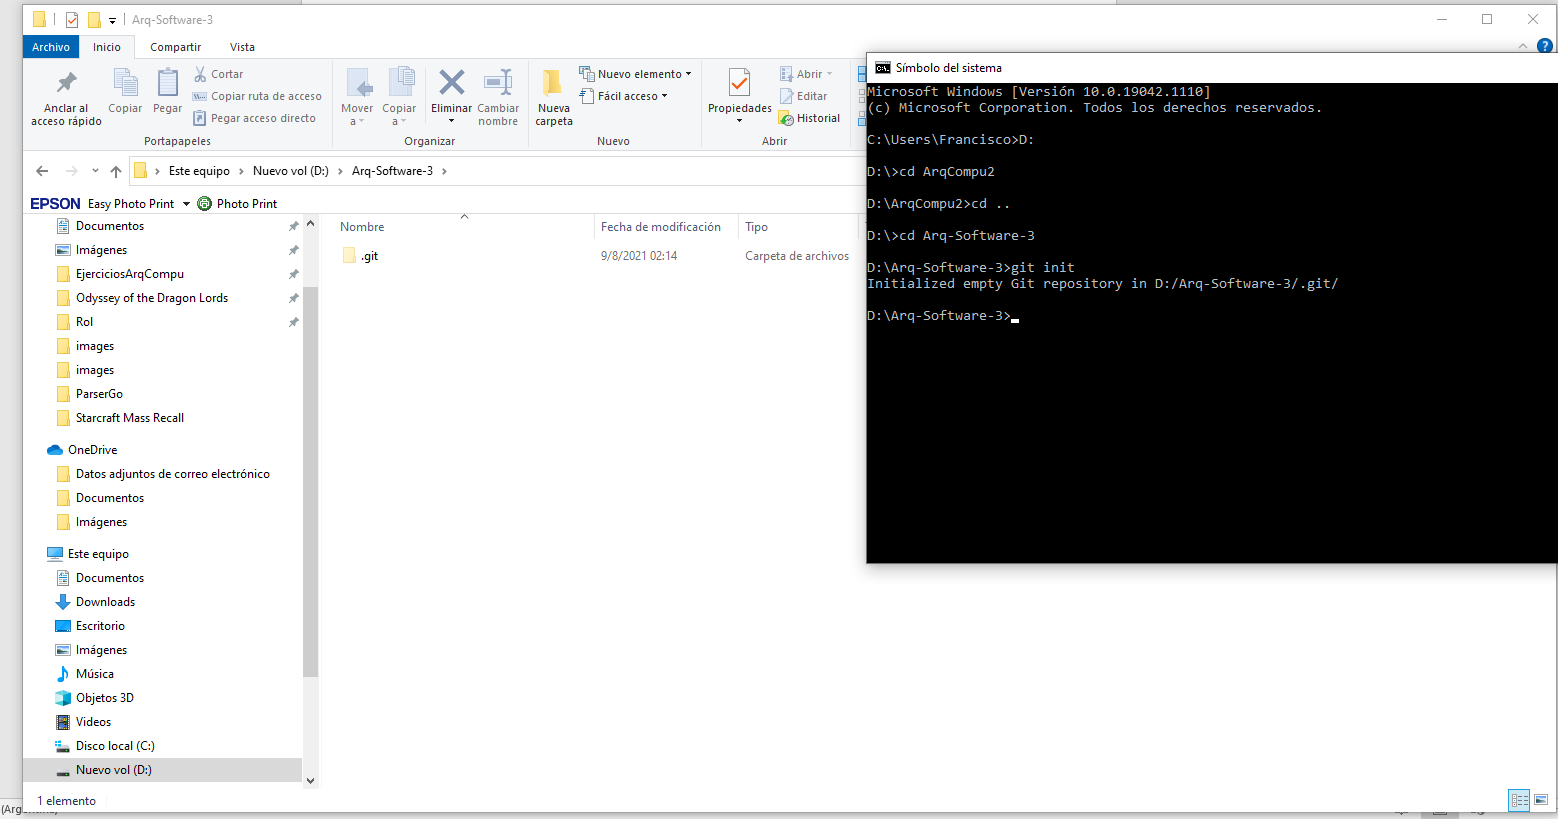 Arq-Software-3
Archivo
Inicio
Compartir
Vista
?
Anclar al
acceso rápido
Copiar
Pegar
Cortar
Copiar ruta de acceso
Pegar acceso directo
Portapapeles
Mover
a
Copiar
a
Eliminar
Cambiar
nombre
Organizar
Nueva
carpeta
Nuevo elemento
Fácil acceso
Nuevo
Propiedades
Abrir
Editar
Historial
Abrir
Este equipo
Nuevo vol (D:)
Arq-Software-3
EPSON Easy Photo Print
Photo Print
Documentos
Imágenes
EjerciciosArqCompu
Odyssey of the Dragon Lords
Rol
images
images
ParserGo
Starcraft Mass Recall
OneDrive
Datos adjuntos de correo electrónico
Documentos
Imágenes
Este equipo
Documentos
Downloads
Escritorio
Imágenes
Música
Objetos 3D
Videos
Disco local (C:)
Nuevo vol (D:)
Nombre
Fecha de modificación
Tipo
.git
9/8/2021 02:14
Carpeta de archivos
1 elemento
Símbolo del sistema
Microsoft Windows [Versión 10.0.19042.1110]
(c) Microsoft Corporation. Todos los derechos reservados.
C:\Users\Francisco>D:
D:\>cd ArqCompu2
D:\ArqCompu2>cd ..
D:\>cd Arq-Software-3
D:\Arq-Software-3>git init
Initialized empty Git repository in D:/Arq-Software-3/.git/
D:\Arq-Software-3>